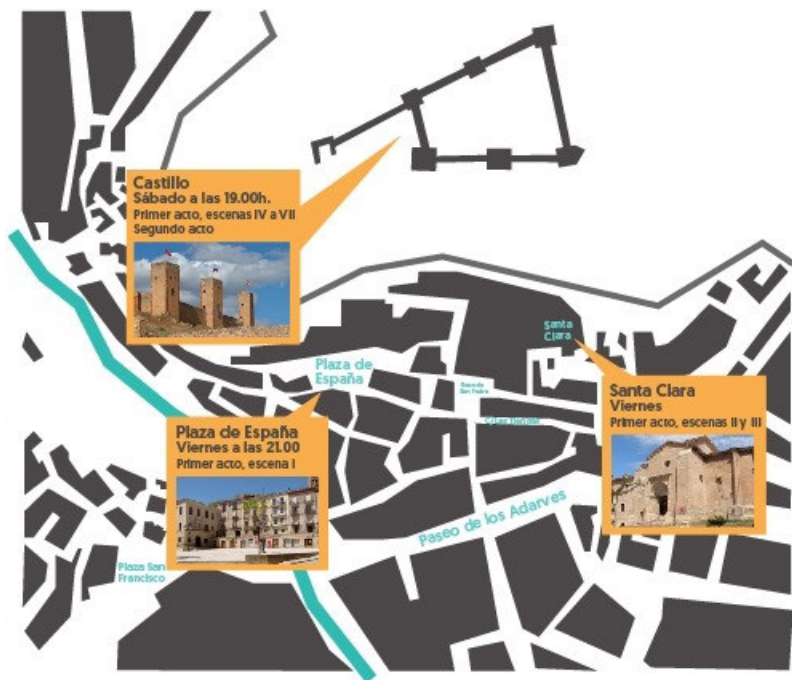 Castillo
Sábado a las 19.00h.
Primer acto, escenas IV a VII
Segundo acto
Santa
Clara
Plaza de
España
San Pedro
Santa Clara
Viernes
Primer acto, escenas II y III
Plaza de España
Viernes a las 21.00
Primer acto, escena I
Paseo de los Adarves
Plaza San
Francisco